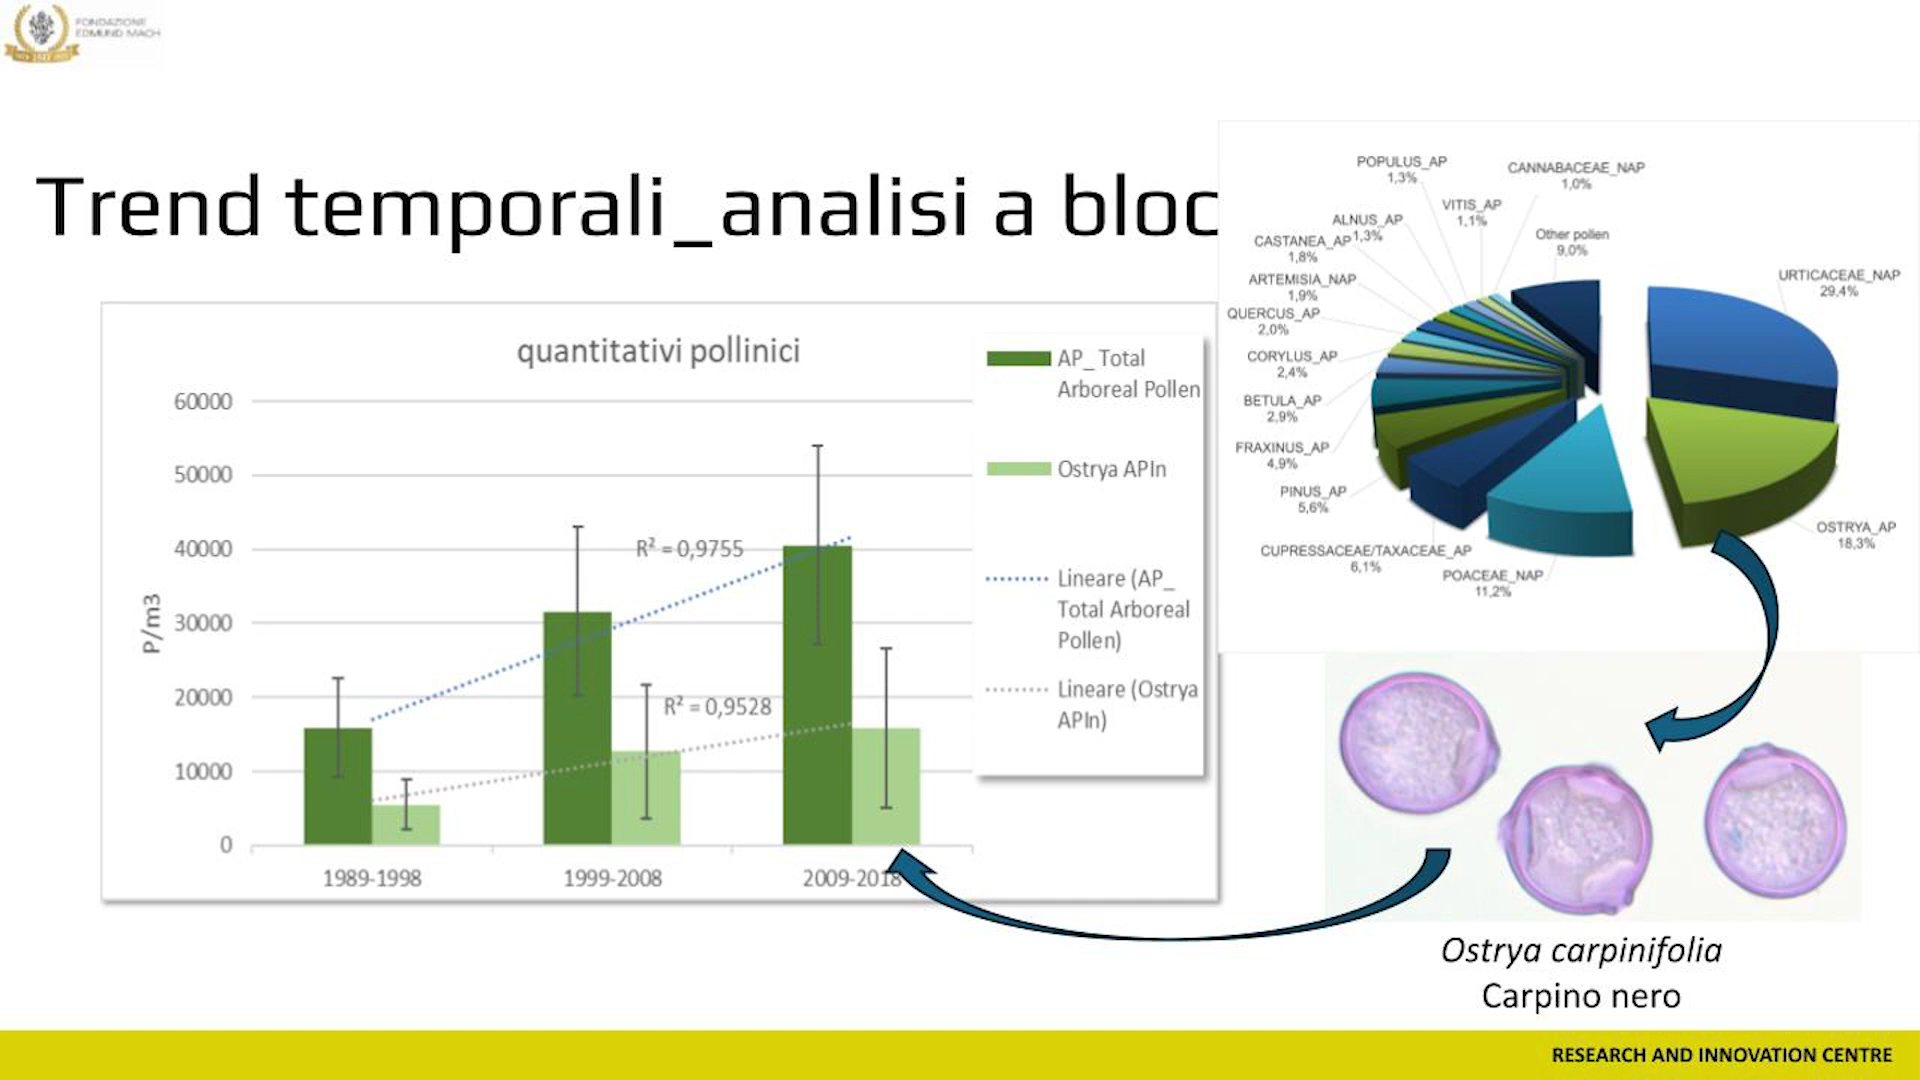 FONDAZIONE
EDMUND MACH
Trend temporali_analisi a bloc
quantitativi pollinici
P/m3
60000
50000
40000
30000
20000
10000
0
1989-1998
1999-2008
2009-2018
R² = 0,9755
R² = 0,9528
AP_ Total
Arboreal Pollen
Ostrya APIn
Lineare (AP_
Total Arboreal
Pollen)
Lineare (Ostrya
APIn)
POPULUS_AP
1,3%
CANNABACEAE_NAP
1,0%
VITIS_AP
1,1%
ALNUS_AP
1,3%
Other pollen
9,0%
CASTANEA_AP
1,8%
URTICACEAE_NAP
29,4%
ARTEMISIA_NAP
1,9%
QUERCUS_AP
2,0%
CORYLUS_AP
2,4%
BETULA_AP
2,9%
FRAXINUS_AP
4,9%
PINUS_AP
5,6%
OSTRYA_AP
18,3%
CUPRESSACEAE/TAXACEAE_AP
6,1%
POACEAE_NAP
11,2%
Ostrya carpinifolia
Carpino nero
RESEARCH AND INNOVATION CENTRE